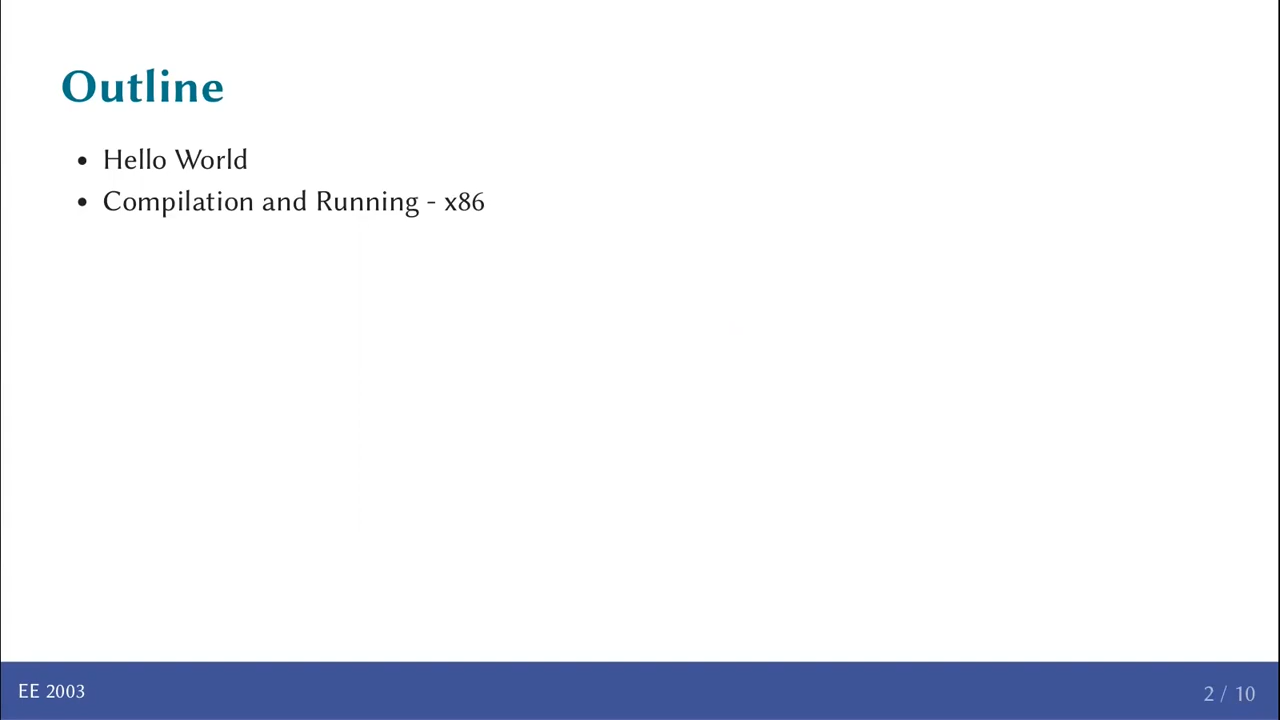 Outline
• Hello World
• Compilation and Running - x86
EE 2003
2 / 10